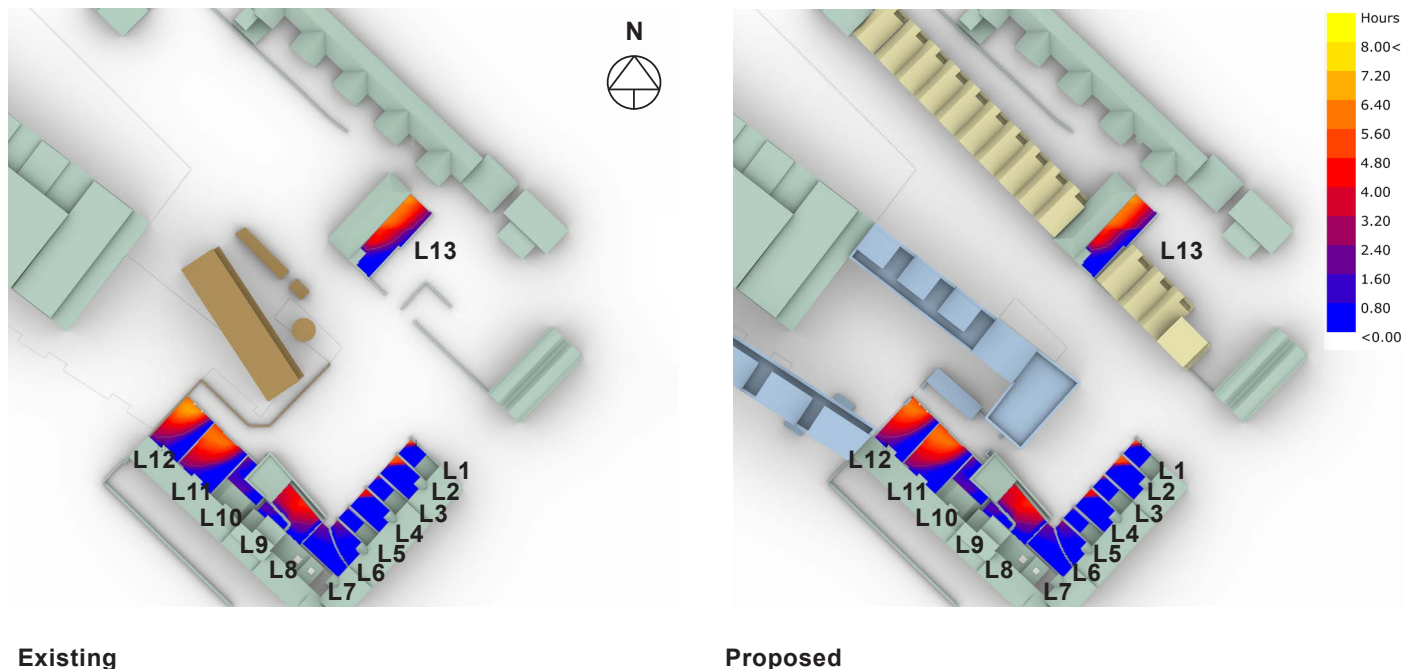 N
L13
L12
L11
L10
L9
L8
L7
L6
L5
L4
L3
L2
L1
Existing
L13
L12
L11
L10
L9
L8
L7
L6
L5
L4
L3
L2
L1
Proposed
Hours
8.00<
7.20
6.40
5.60
4.80
4.00
3.20
2.40
1.60
0.80
<0.00